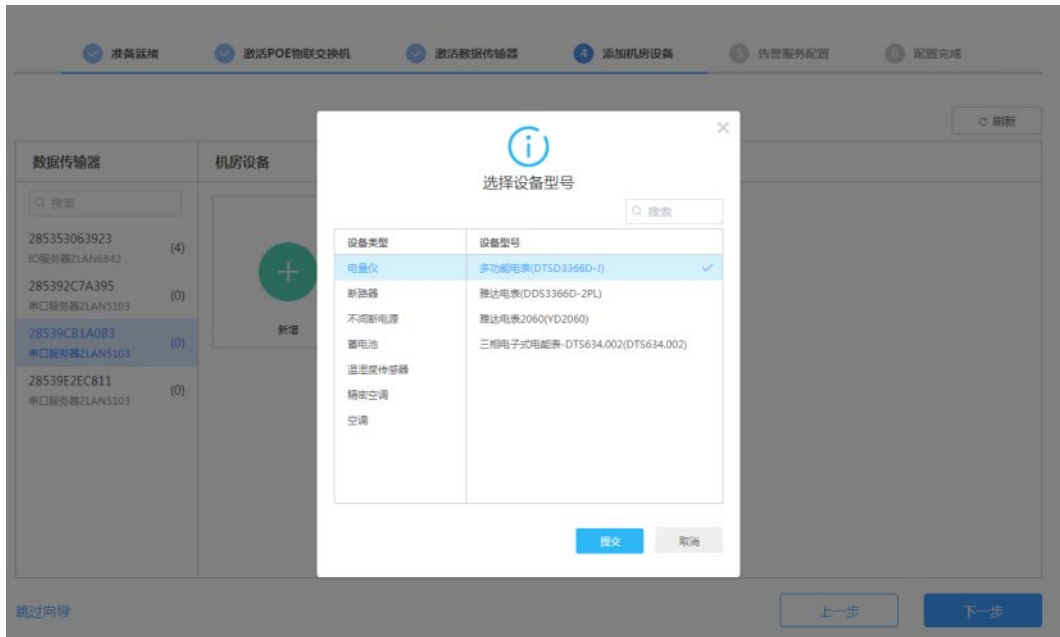 准备就绪
激活POE物联交换机
激活数据传输器
4 添加机房设备
5 告警服务配置
6 配置完成
刷新
数据传输器
机房设备
搜索
285353063923 (4)
IO服务器ZLAN6842
285392C7A395 (0)
串口服务器ZLAN5103
28539CB1A0B3 (0)
串口服务器ZLAN5103
28539E2EC811 (0)
串口服务器ZLAN5103
新增
选择设备型号
搜索
设备类型 设备型号
电量仪 多功能电表(DTSD3366D-J)
断路器 雅达电表(DDS3366D-2PL)
不间断电源 雅达电表2060(YD2060)
蓄电池 三相电子式电能表-DTS634.002(DTS634.002)
温湿度传感器
精密空调
空调
提交 取消
跳过向导
上一步
下一步